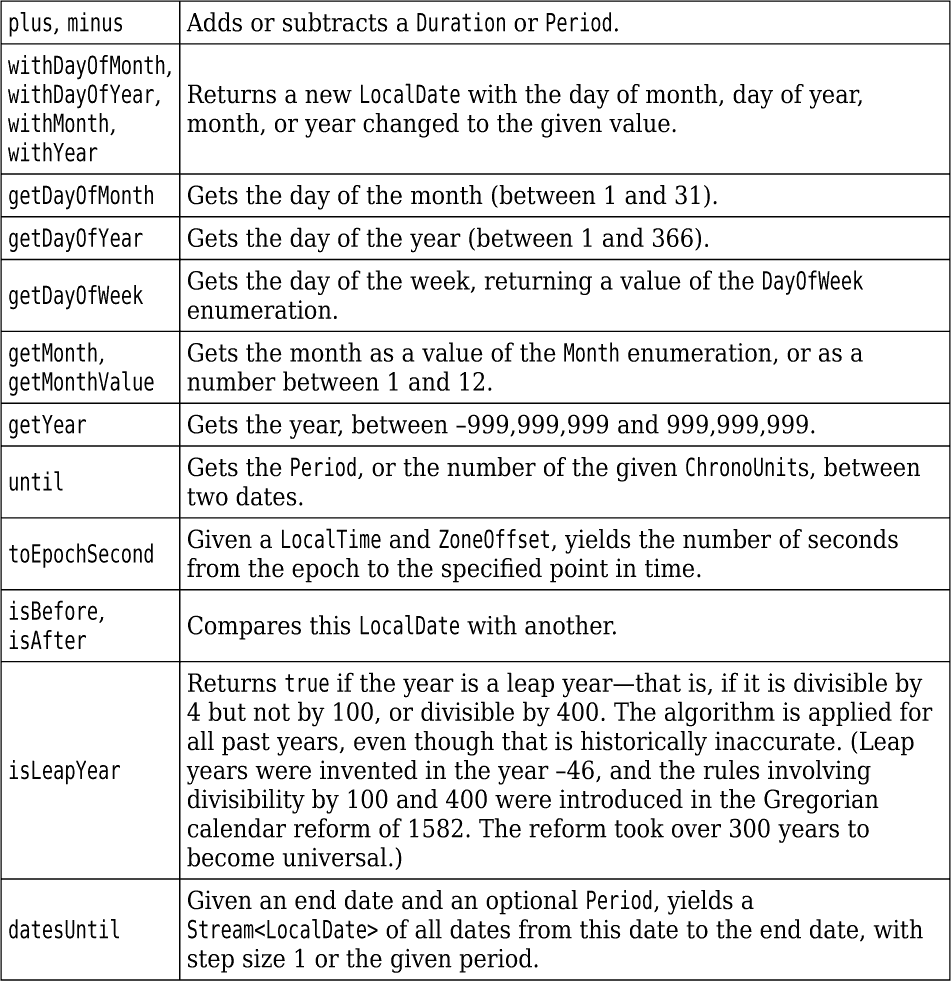 plus, minus
Adds or subtracts a Duration or Period.
withDayOfMonth,
withDayOfYear,
withMonth,
withYear
Returns a new LocalDate with the day of month, day of year,
month, or year changed to the given value.
getDayOfMonth
Gets the day of the month (between 1 and 31).
getDayOfYear
Gets the day of the year (between 1 and 366).
getDayOfWeek
Gets the day of the week, returning a value of the DayOfWeek
enumeration.
getMonth,
getMonthValue
Gets the month as a value of the Month enumeration, or as a
number between 1 and 12.
getYear
Gets the year, between –999,999,999 and 999,999,999.
until
Gets the Period, or the number of the given ChronoUnits, between
two dates.
toEpochSecond
Given a LocalTime and ZoneOffset, yields the number of seconds
from the epoch to the specified point in time.
isBefore,
isAfter
Compares this LocalDate with another.
isLeapYear
Returns true if the year is a leap year—that is, if it is divisible by
4 but not by 100, or divisible by 400. The algorithm is applied for
all past years, even though that is historically inaccurate. (Leap
years were invented in the year –46, and the rules involving
divisibility by 100 and 400 were introduced in the Gregorian
calendar reform of 1582. The reform took over 300 years to
become universal.)
datesUntil
Given an end date and an optional Period, yields a
Stream<LocalDate> of all dates from this date to the end date, with
step size 1 or the given period.